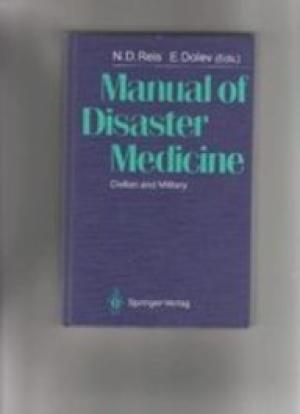 N.D. Reis E. Dolev (Eds.)
Manual of
Disaster
Medicine
Civilian and Military
Springer-Verlag